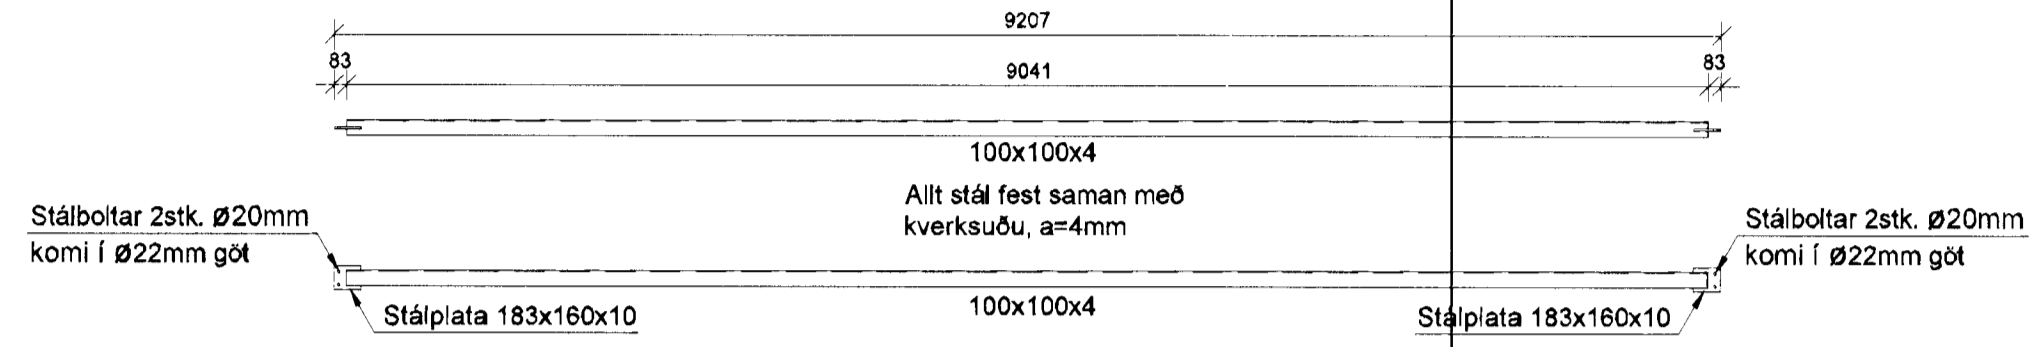 9207
83
9041
83
100x100x4
Allt stál fest saman með
kverksuðu, a=4mm
Stálboltar 2stk. Ø20mm
komi í Ø22mm göt
Stálboltar 2stk. Ø20mm
komi í Ø22mm göt
100x100x4
Stálplata 183x160x10
Stálplata 183x160x10